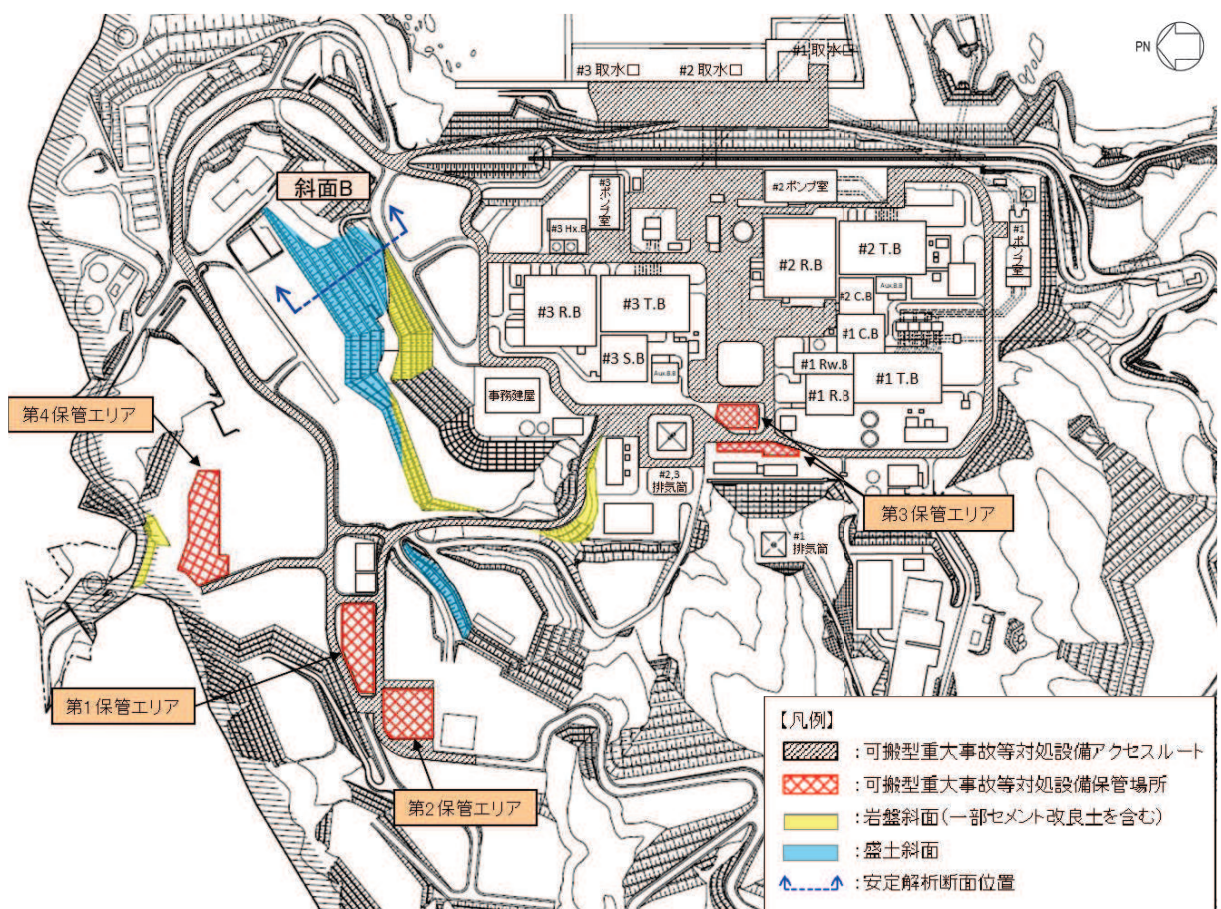 PN
#1 取水口
#3 取水口
#2 取水口
斜面B
#3
ポンプ室
#2 ポンプ室
#3 Hx.B
#1
ポンプ室
#2 R.B
#2 T.B
Aux.B.B
#2 C.B
#3 R.B
#3 T.B
#1 C.B
#3 S.B
Aux.B.B
#1 Rw.B
#1 T.B
#1 R.B
事務建屋
第4保管エリア
#2,3
排気筒
第3保管エリア
#1
排気筒
第1保管エリア
第2保管エリア
【凡例】
：可搬型重大事故等対処設備アクセスルート
：可搬型重大事故等対処設備保管場所
：岩盤斜面(一部セメント改良土を含む)
：盛土斜面
：安定解析断面位置